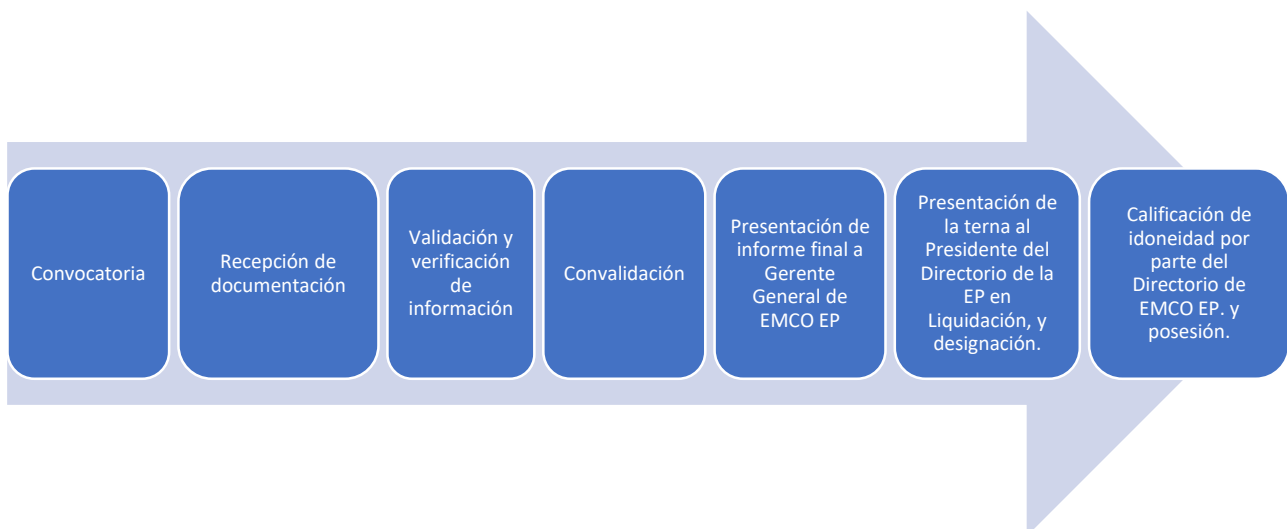 Convocatoria
Recepción de
documentación
Validación y
verificación
de
información
Convalidación
Presentación de
informe final a
Gerente
General de
EMCO EP
Presentación de
la terna al
Presidente del
Directorio de la
EP en
Liquidación, y
designación.
Calificación de
idoneidad por
parte del
Directorio de
EMCO EP. y
posesión.